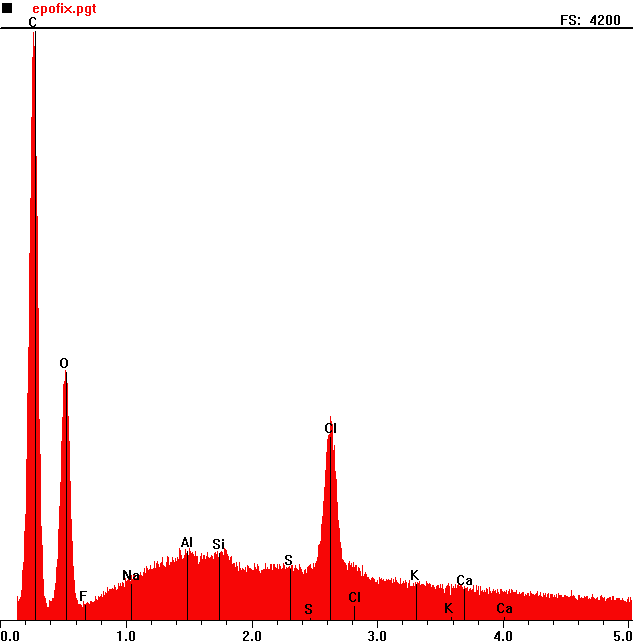 epofix.pgt
C
FS: 4200
O
Cl
Al
Si
S
Na
K
Ca
F
Cl
S
K
Ca
0.0
1.0
2.0
3.0
4.0
5.0